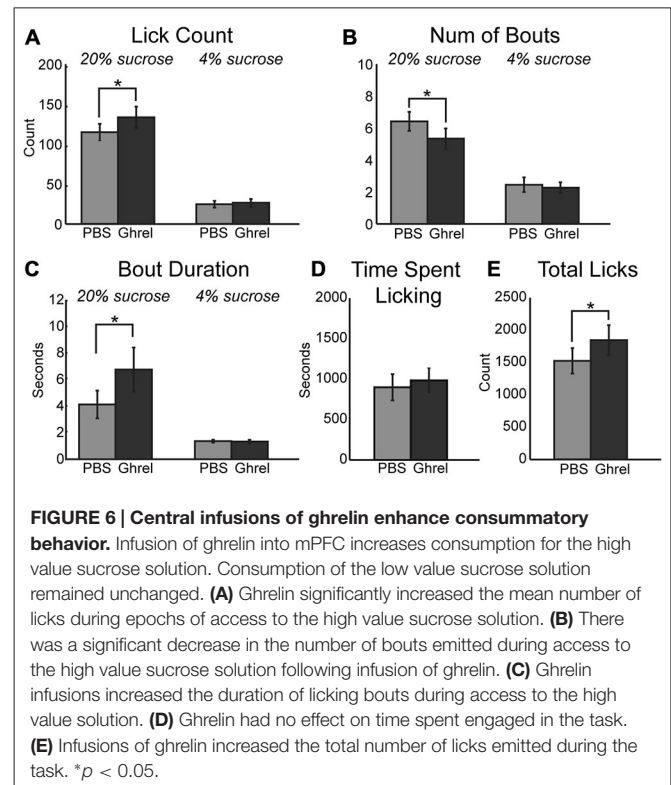 A Lick Count
20% sucrose 4% sucrose
200
150
100
50
0
Count
*
PBS Ghrel PBS Ghrel
B Num of Bouts
20% sucrose 4% sucrose
10
8
6
4
2
0
*
PBS Ghrel PBS Ghrel
C Bout Duration
20% sucrose 4% sucrose
12
10
8
6
4
2
0
Seconds
*
PBS Ghrel PBS Ghrel
D Time Spent
Licking
2000
1500
1000
500
0
Seconds
PBS Ghrel
E Total Licks
2500
2000
1500
1000
500
0
Count
*
PBS Ghrel
FIGURE 6 | Central infusions of ghrelin enhance consummatory
behavior. Infusion of ghrelin into mPFC increases consumption for the high
value sucrose solution. Consumption of the low value sucrose solution
remained unchanged. (A) Ghrelin significantly increased the mean number of
licks during epochs of access to the high value sucrose solution. (B) There
was a significant decrease in the number of bouts emitted during access to
the high value sucrose solution following infusion of ghrelin. (C) Ghrelin
infusions increased the duration of licking bouts during access to the high
value solution. (D) Ghrelin had no effect on time spent engaged in the task.
(E) Infusions of ghrelin increased the total number of licks emitted during the
task. *p < 0.05.